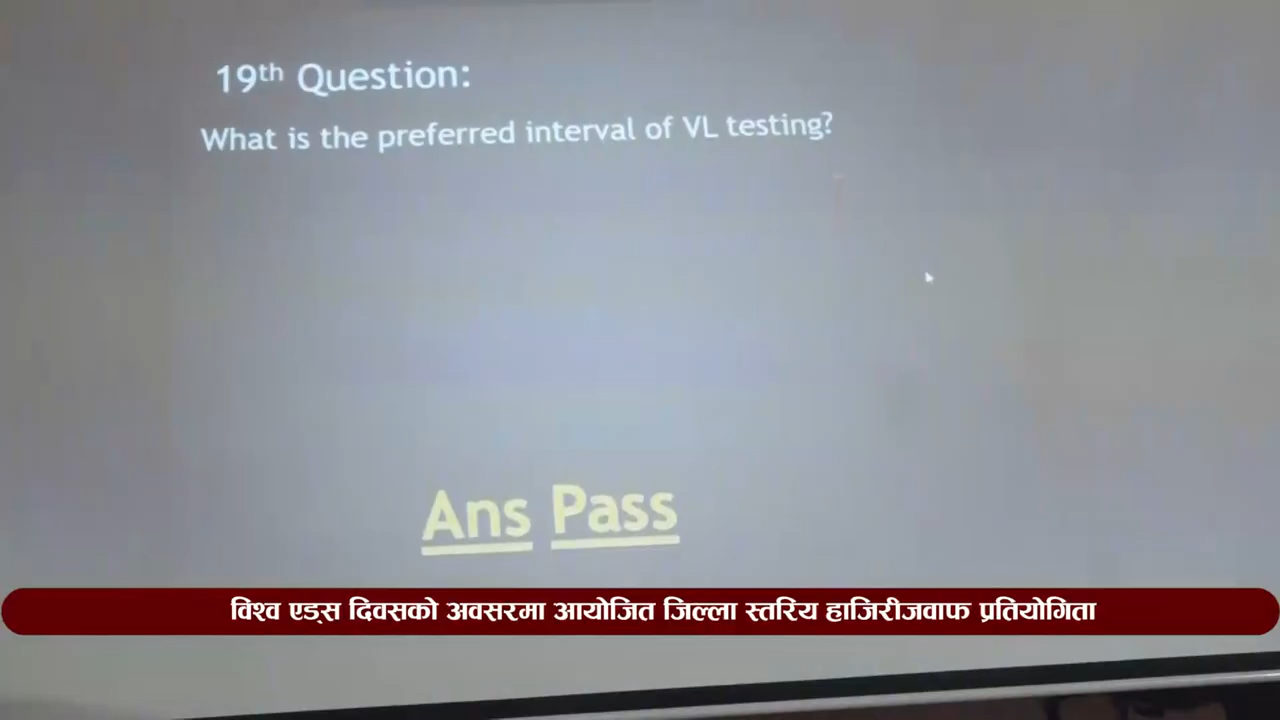 19th Question:
What is the preferred interval of VL testing?
Ans Pass
विश्व एड्स दिवसको अवसरमा आयोजित जिल्ला स्तरिय हाजिरीजवाफ प्रतियोगिता